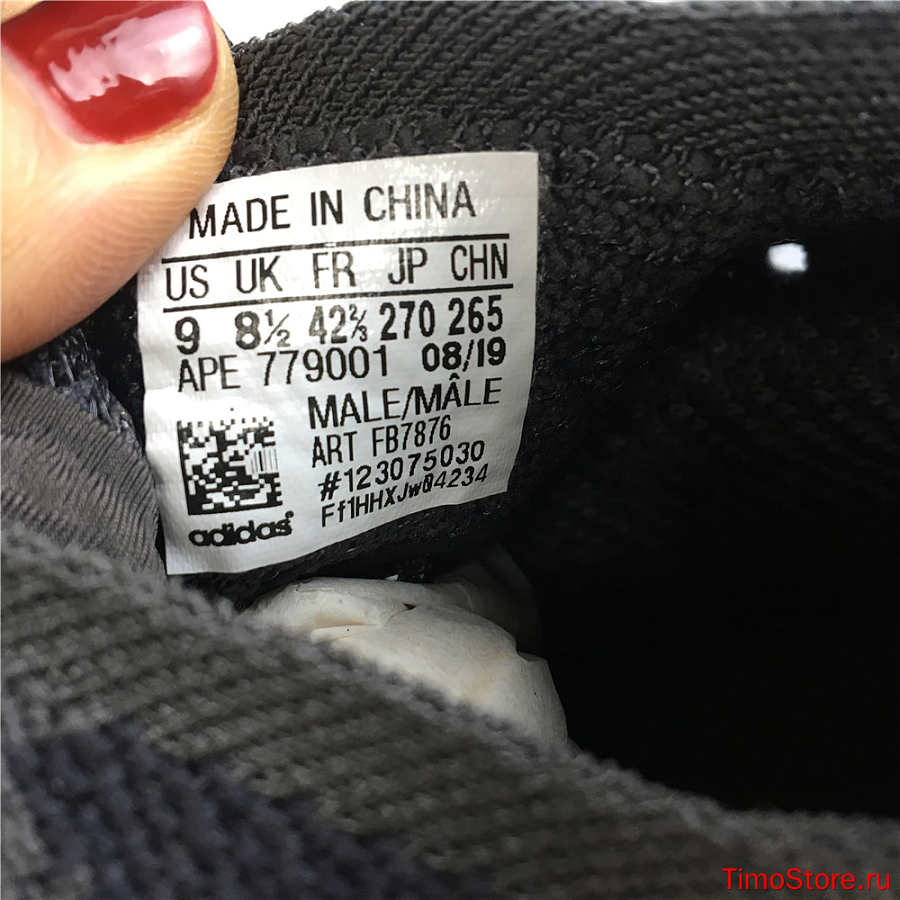 MADE IN CHINA
US UK FR JP CHN
9 8½ 42⅔ 270 265
APE 779001 08/19
MALE/MÂLE
ART FB7876
#123075030
Ff1HHXJw04234
adidas®
TimoStore.ru